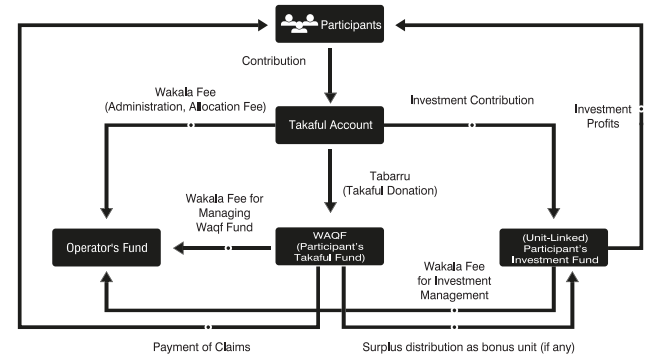 Participants
Contribution
Wakala Fee
(Administration, Allocation Fee)
Investment Contribution
Investment
Profits
Takaful Account
Tabarru
(Takaful Donation)
Wakala Fee for
Managing
Waqf Fund
Operator's Fund
WAQF
(Participant's
Takaful Fund)
(Unit-Linked)
Participant's
Investment Fund
Wakala Fee
for Investment
Management
Payment of Claims
Surplus distribution as bonus unit (if any)